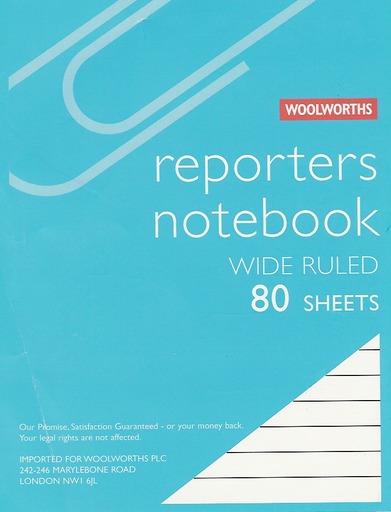 WOOLWORTHS
reporters
notebook
WIDE RULED
80 SHEETS
Our Promise, Satisfaction Guaranteed - or your money back.
Your legal rights are not affected.
IMPORTED FOR WOOLWORTHS PLC
242-246 MARYLEBONE ROAD
LONDON NW1 6JL